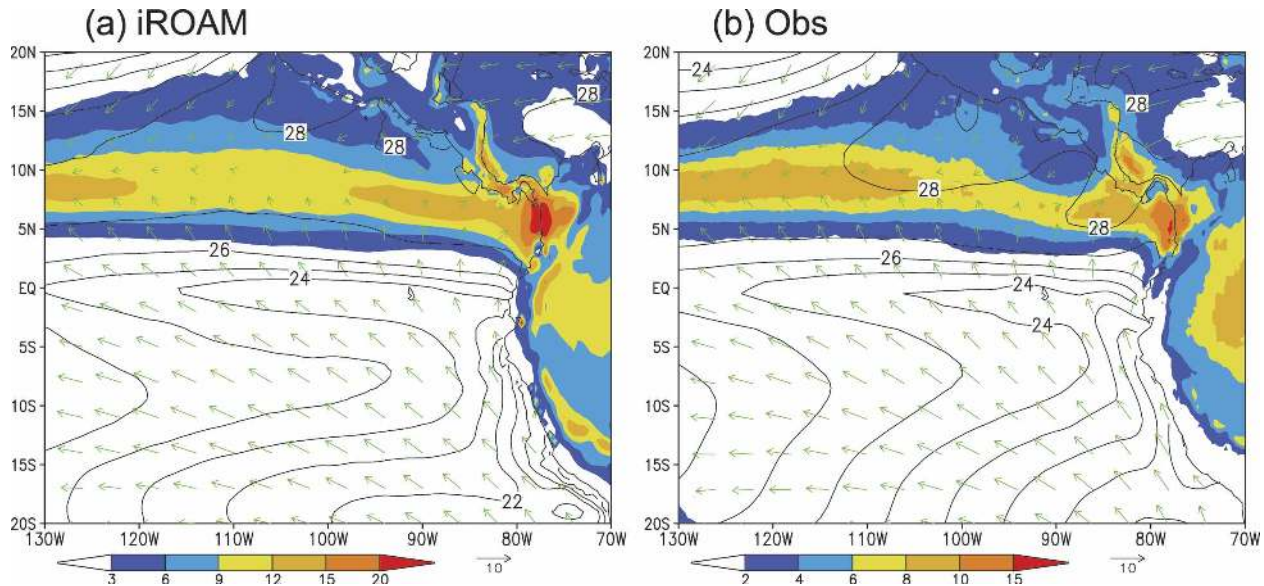 (a) iROAM (b) Obs
20N 20N
24
28 28
15N 15N
28 28
10N 10N
28
28
5N 5N
26 26
24 24
EQ EQ
24
5S 5S
10S 10S
15S 15S
22
20S 20S
130W 120W 110W 100W 90W 80W 70W 130W 120W 110W 100W 90W 80W 70W
3 6 9 12 15 20 10 2 4 6 8 10 15 10